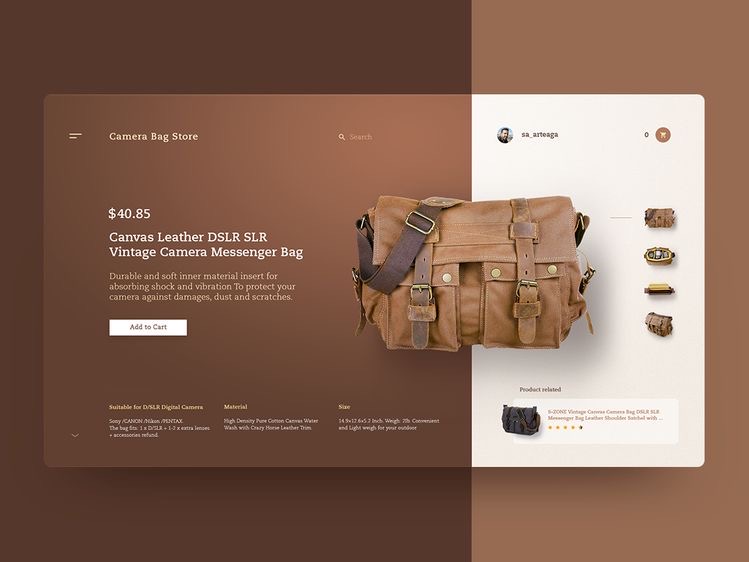 Camera Bag Store
Search
sa_arteaga
0
$40.85
Canvas Leather DSLR SLR
Vintage Camera Messenger Bag
Durable and soft inner material insert for
absorbing shock and vibration To protect your
camera against damages, dust and scratches.
Add to Cart
Suitable for D/SLR Digital Camera
Sony /CANON /Nikon /PENTAX
The bag fits: 1 x D/SLR + 1-2 x extra lenses
+ accessories refund.
Material
High Density Pure Cotton Canvas Water
Wash with Crazy Horse Leather Trim.
Size
14.9x12.6x5.2 Inch. Weigh: 2lb. Convenient
and Light weigh for your outdoor
Product related
S-ZONE Vintage Canvas Camera Bag DSLR SLR
Messenger Bag Leather Shoulder Satchel with ...